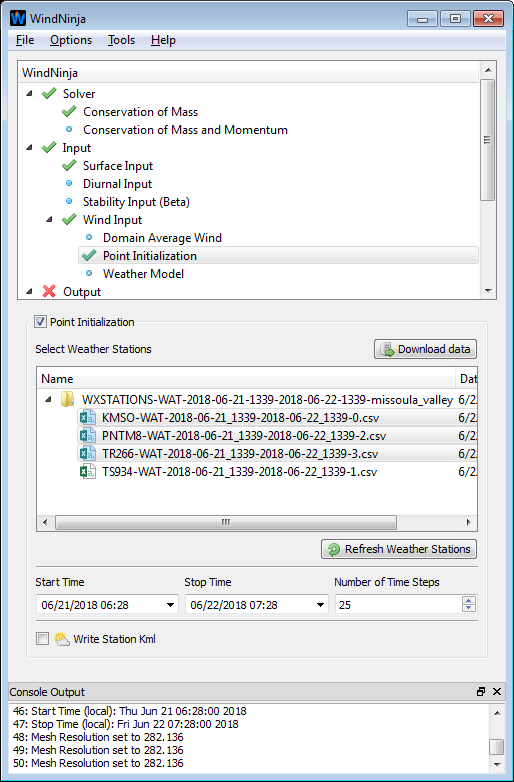 WindNinja
File Options Tools Help
WindNinja
Solver
Conservation of Mass
Conservation of Mass and Momentum
Input
Surface Input
Diurnal Input
Stability Input (Beta)
Wind Input
Domain Average Wind
Point Initialization
Weather Model
Output
Point Initialization
Select Weather Stations
Download data
Name Dat
WXSTATIONS-WAT-2018-06-21-1339-2018-06-22-1339-missoula_valley 6/2
KMSO-WAT-2018-06-21_1339-2018-06-22_1339-0.csv 6/2
PNTM8-WAT-2018-06-21_1339-2018-06-22_1339-2.csv 6/2
TR266-WAT-2018-06-21_1339-2018-06-22_1339-3.csv 6/2
TS934-WAT-2018-06-21_1339-2018-06-22_1339-1.csv 6/2
Refresh Weather Stations
Start Time Stop Time Number of Time Steps
06/21/2018 06:28 06/22/2018 07:28 25
Write Station Kml
Console Output
46: Start Time (local): Thu Jun 21 06:28:00 2018
47: Stop Time (local): Fri Jun 22 07:28:00 2018
48: Mesh Resolution set to 282.136
49: Mesh Resolution set to 282.136
50: Mesh Resolution set to 282.136